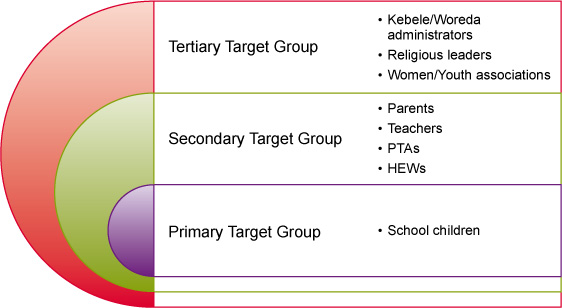 Tertiary Target Group
• Kebele/Woreda
administrators
• Religious leaders
• Women/Youth associations
Secondary Target Group
• Parents
• Teachers
• PTAs
• HEWs
Primary Target Group
• School children